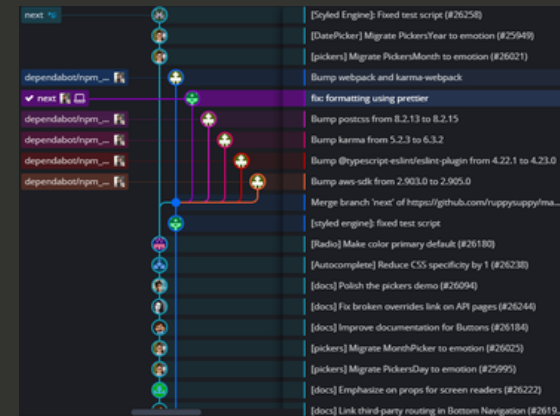 next [Styled Engine]: Fixed test script (#26258)
[DatePicker] Migrate PickersYear to emotion (#25949)
[pickers] Migrate PickersMonth to emotion (#26021)
dependabot/npm_... Bump webpack and karma-webpack
next fix: formatting using prettier
dependabot/npm_... Bump postcss from 8.2.13 to 8.2.15
dependabot/npm_... Bump karma from 5.2.3 to 6.3.2
dependabot/npm_... Bump @typescript-eslint/eslint-plugin from 4.22.1 to 4.23.0
dependabot/npm_... Bump aws-sdk from 2.903.0 to 2.905.0
Merge branch 'next' of https://github.com/ruppysuppy/ma...
[styled engine]: fixed test script
[Radio] Make color primary default (#26180)
[Autocomplete] Reduce CSS specificity by 1 (#26238)
[docs] Polish the pickers demo (#26094)
[docs] Fix broken overrides link on API pages (#26244)
[docs] Improve documentation for Buttons (#26184)
[pickers] Migrate MonthPicker to emotion (#26025)
[pickers] Migrate PickersDay to emotion (#25995)
[docs] Emphasize on props for screen readers (#26222)
[docs] Link third-party routing in Bottom Navigation (#2619...